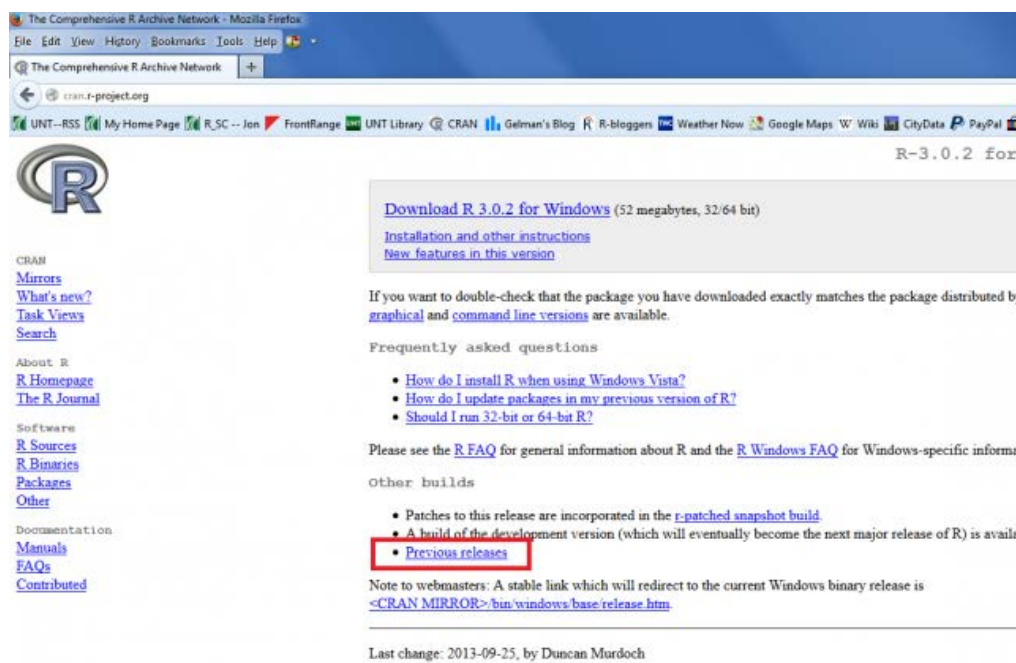 The Comprehensive R Archive Network - Mozilla Firefox
File Edit View History Bookmarks Tools Help
The Comprehensive R Archive Network +
cran.r-project.org
UNT--RSS My Home Page R_SC -- Jon FrontRange UNT UNT Library CRAN Gelman's Blog R-bloggers Weather Now Google Maps W Wiki CityData PayPal
R-3.0.2 for
R
Download R 3.0.2 for Windows (52 megabytes, 32/64 bit)
Installation and other instructions
New features in this version
CRAN
Mirrors
What's new?
Task Views
Search
About R
R Homepage
The R Journal
Software
R Sources
R Binaries
Packages
Other
Documentation
Manuals
FAQs
Contributed
If you want to double-check that the package you have downloaded exactly matches the package distributed b
graphical and command line versions are available.
Frequently asked questions
• How do I install R when using Windows Vista?
• How do I update packages in my previous version of R?
• Should I run 32-bit or 64-bit R?
Please see the R FAQ for general information about R and the R Windows FAQ for Windows-specific informa
Other builds
• Patches to this release are incorporated in the r-patched snapshot build.
• A build of the development version (which will eventually become the next major release of R) is availa
• Previous releases
Note to webmasters: A stable link which will redirect to the current Windows binary release is
<CRAN MIRROR>/bin/windows/base/release.htm.
Last change: 2013-09-25, by Duncan Murdoch